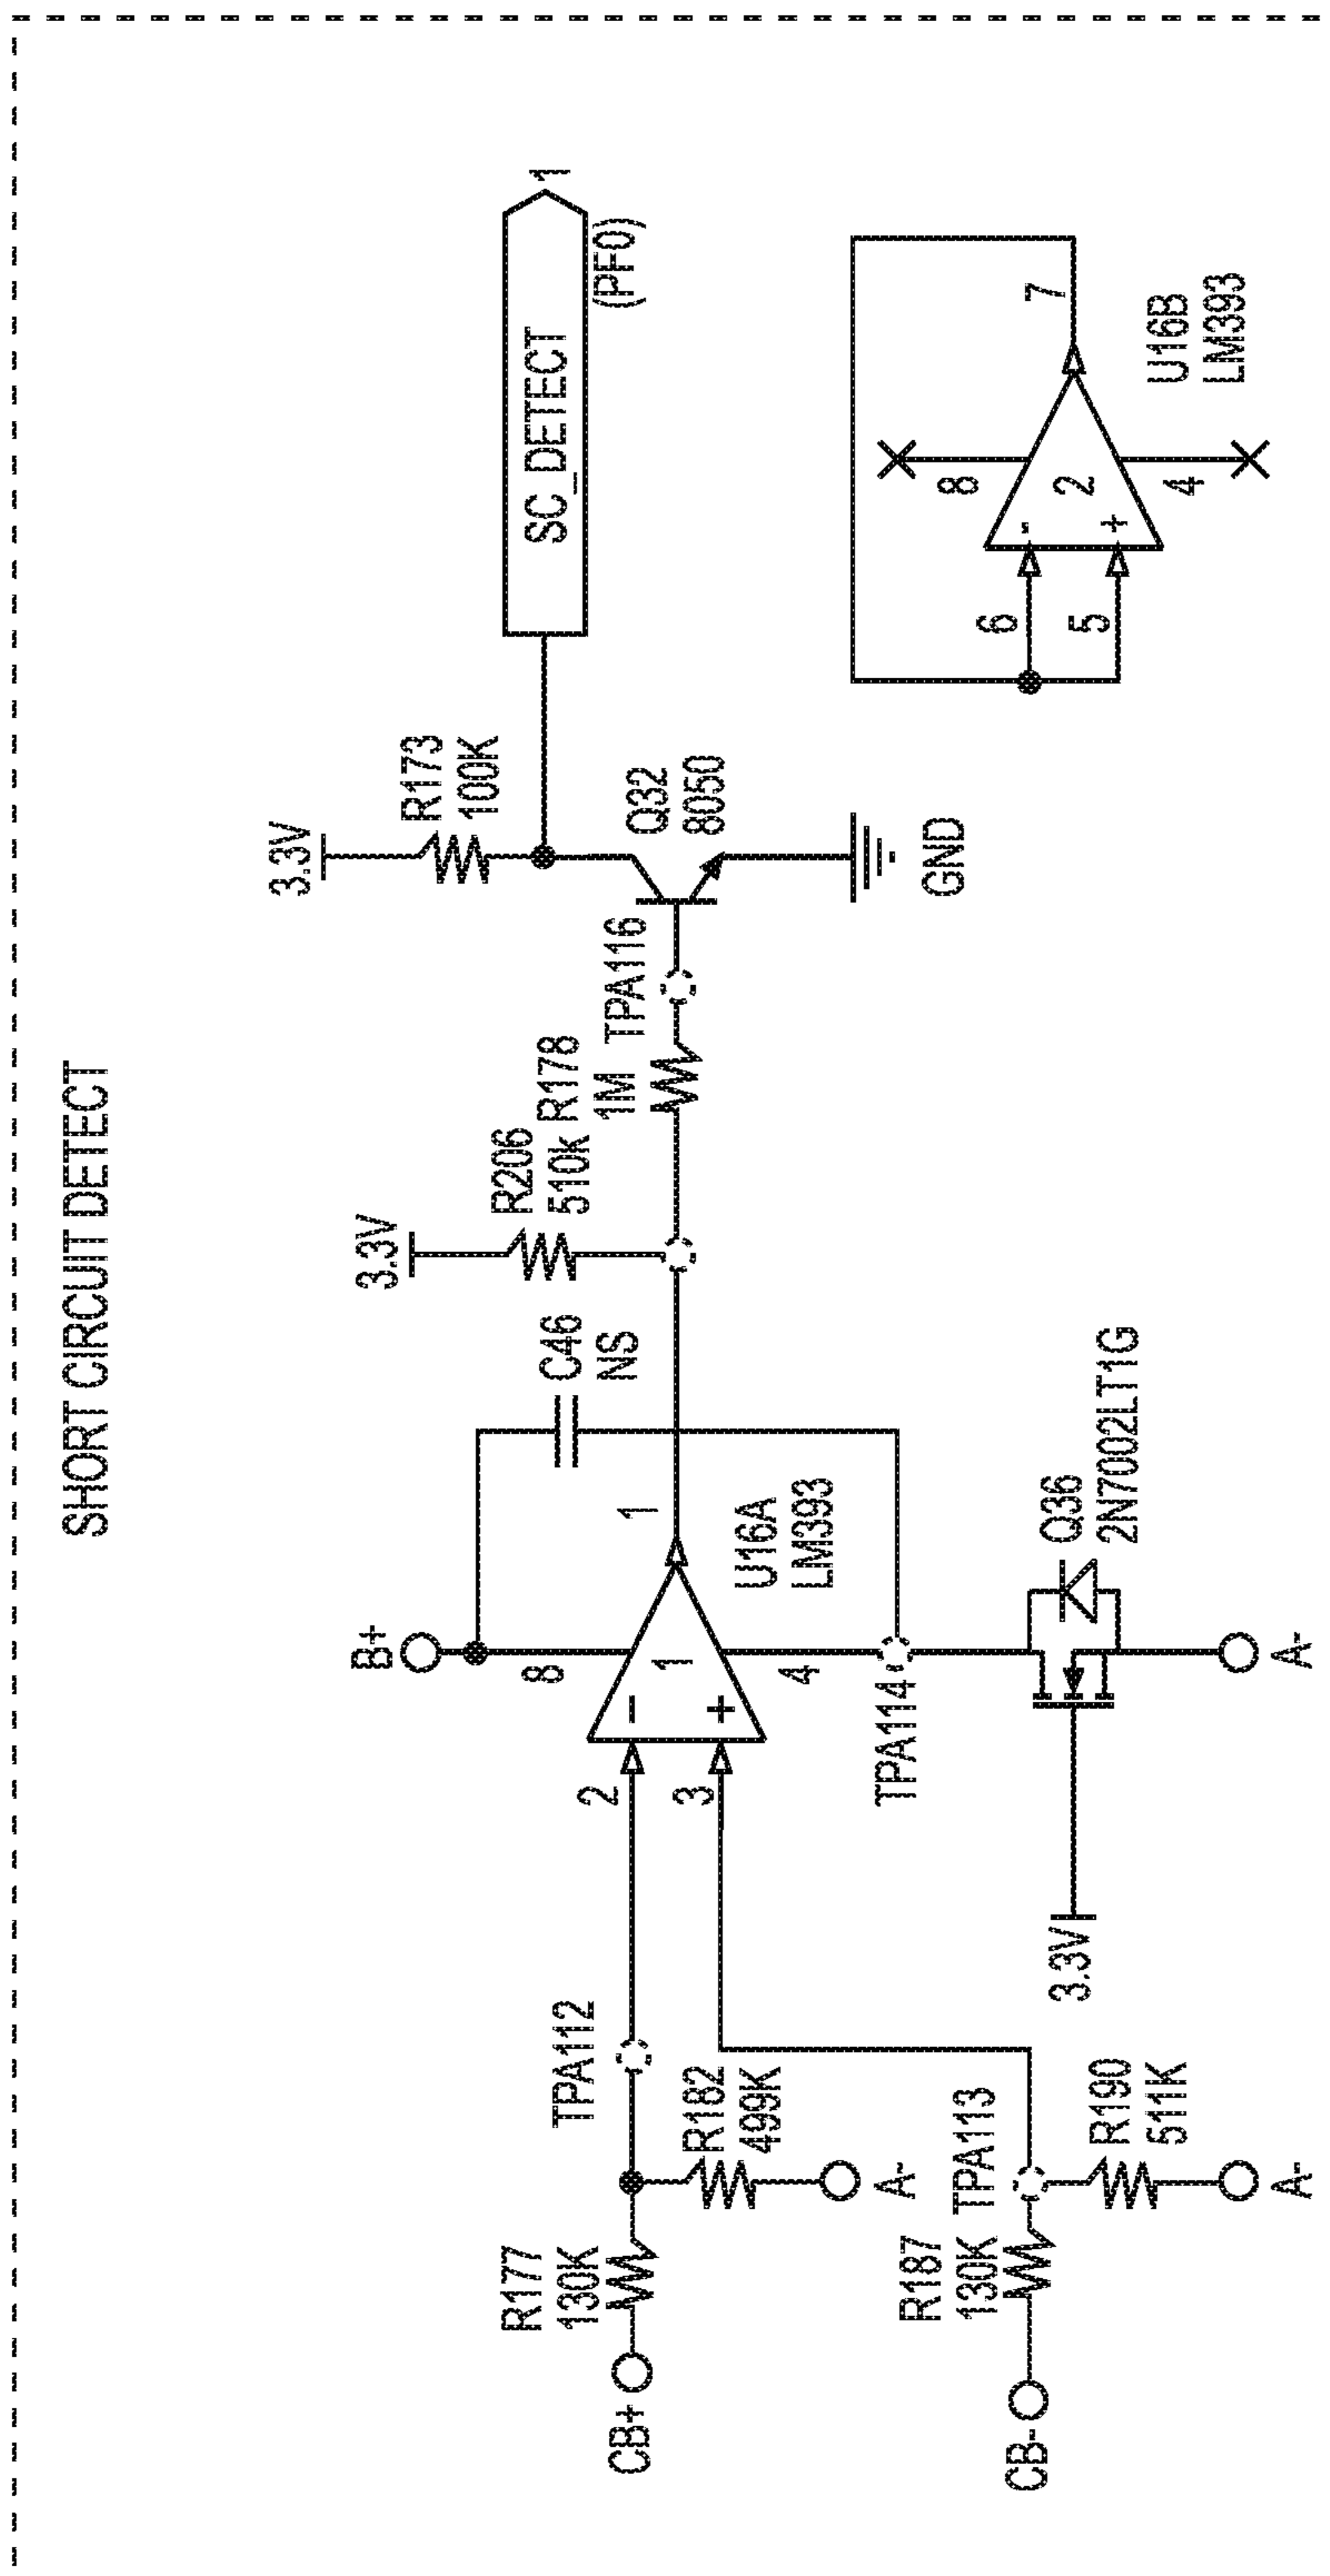 SHORT CIRCUIT DETECT
3.3V
R173
100K
SC_DETECT
1
(PF0)
3.3V
R206
510k
R178
1M
TPA116
Q32
8050
GND
B+
C46
NS
8
1
1
2
-
3
+
4
U16A
LM393
TPA112
R177
130K
CB+
R182
499K
A-
TPA114
R187
130K
TPA113
CB-
R190
511K
A-
3.3V
Q36
2N7002LT1G
A-
8
6
-
2
7
5
+
4
U16B
LM393